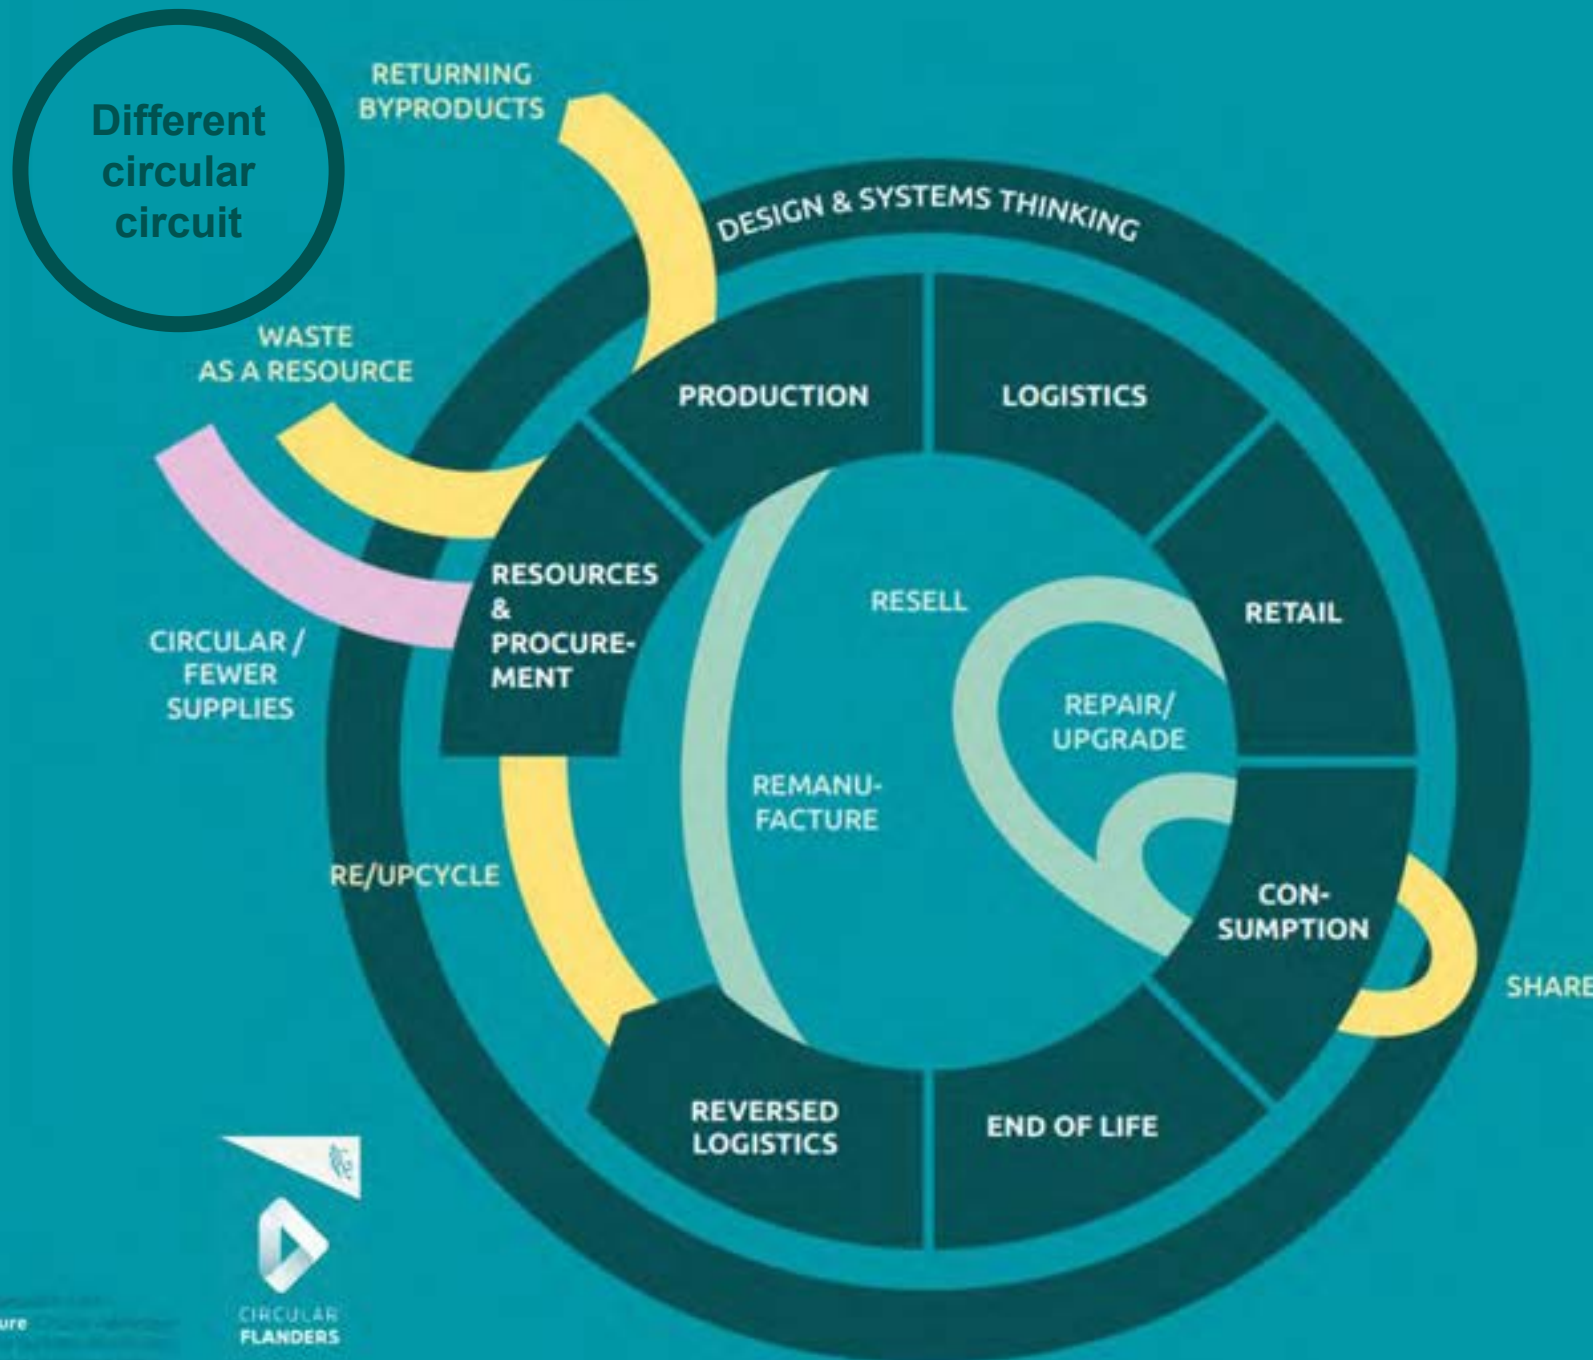 Different
circular
circuit
RETURNING
BYPRODUCTS
DESIGN & SYSTEMS THINKING
WASTE
AS A RESOURCE
PRODUCTION
LOGISTICS
RESOURCES
&
PROCURE-
MENT
RESELL
RETAIL
CIRCULAR /
FEWER
SUPPLIES
REPAIR/
UPGRADE
REMANU-
FACTURE
RE/UPCYCLE
CON-
SUMPTION
SHARE
REVERSED
LOGISTICS
END OF LIFE
CIRCULAR
FLANDERS
ure